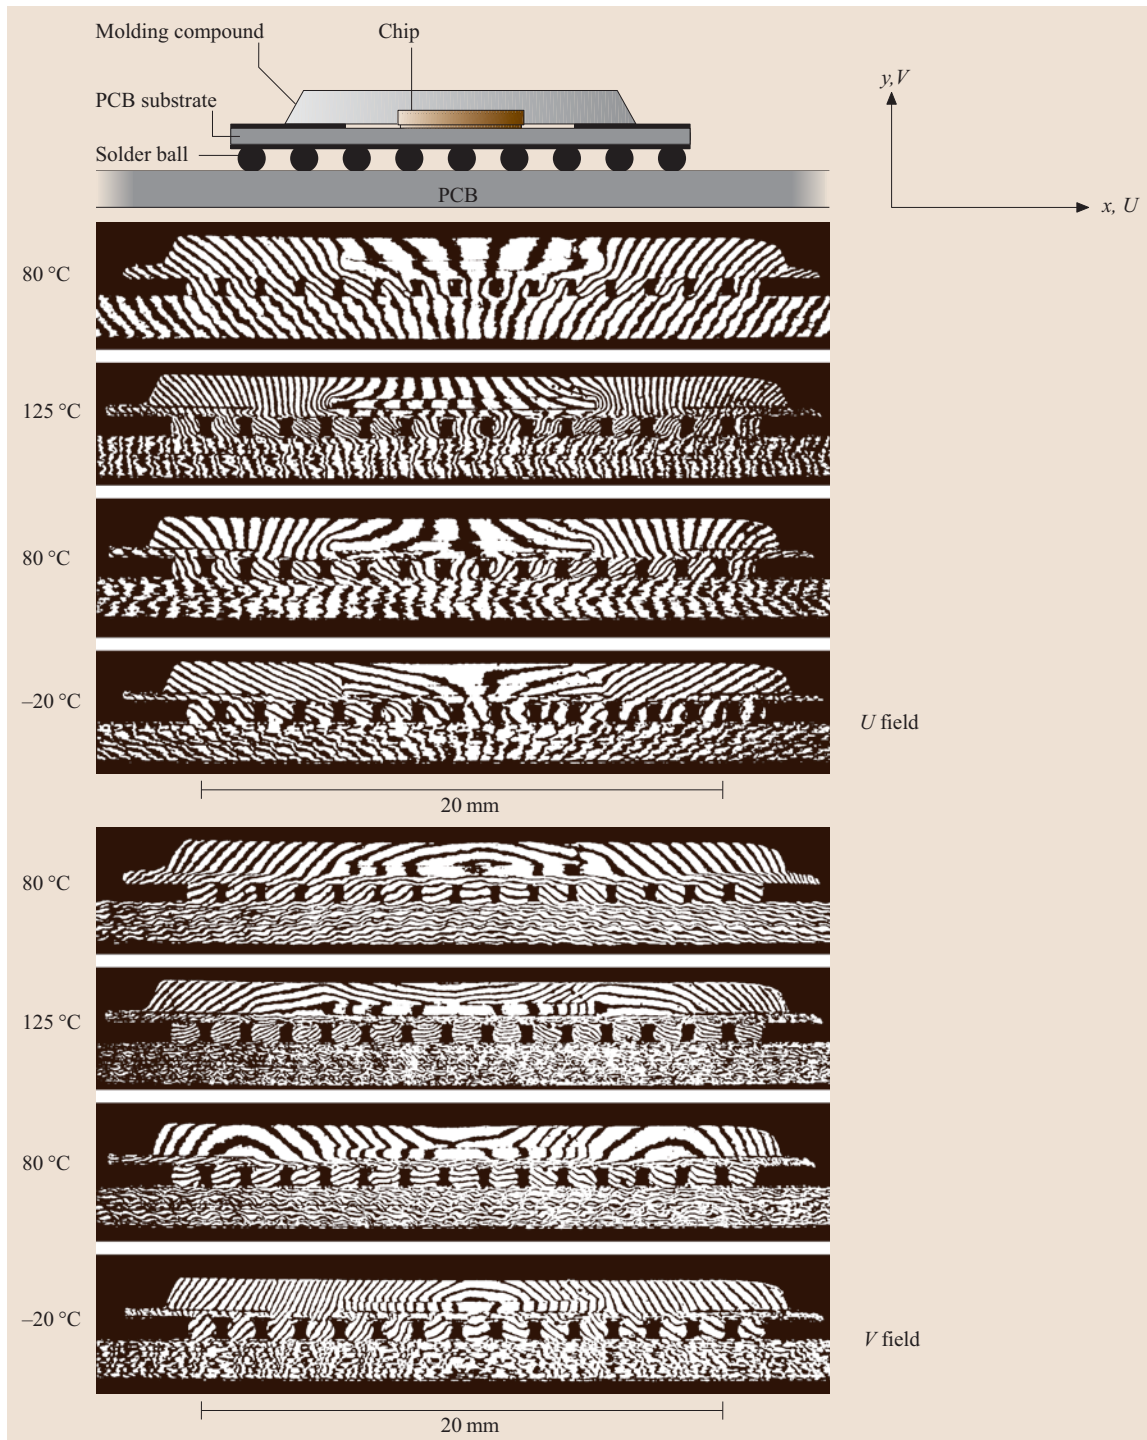 Molding compound
Chip
y, V
PCB substrate
Solder ball
PCB
x, U
80 °C
125 °C
80 °C
–20 °C
U field
20 mm
80 °C
125 °C
80 °C
–20 °C
V field
20 mm